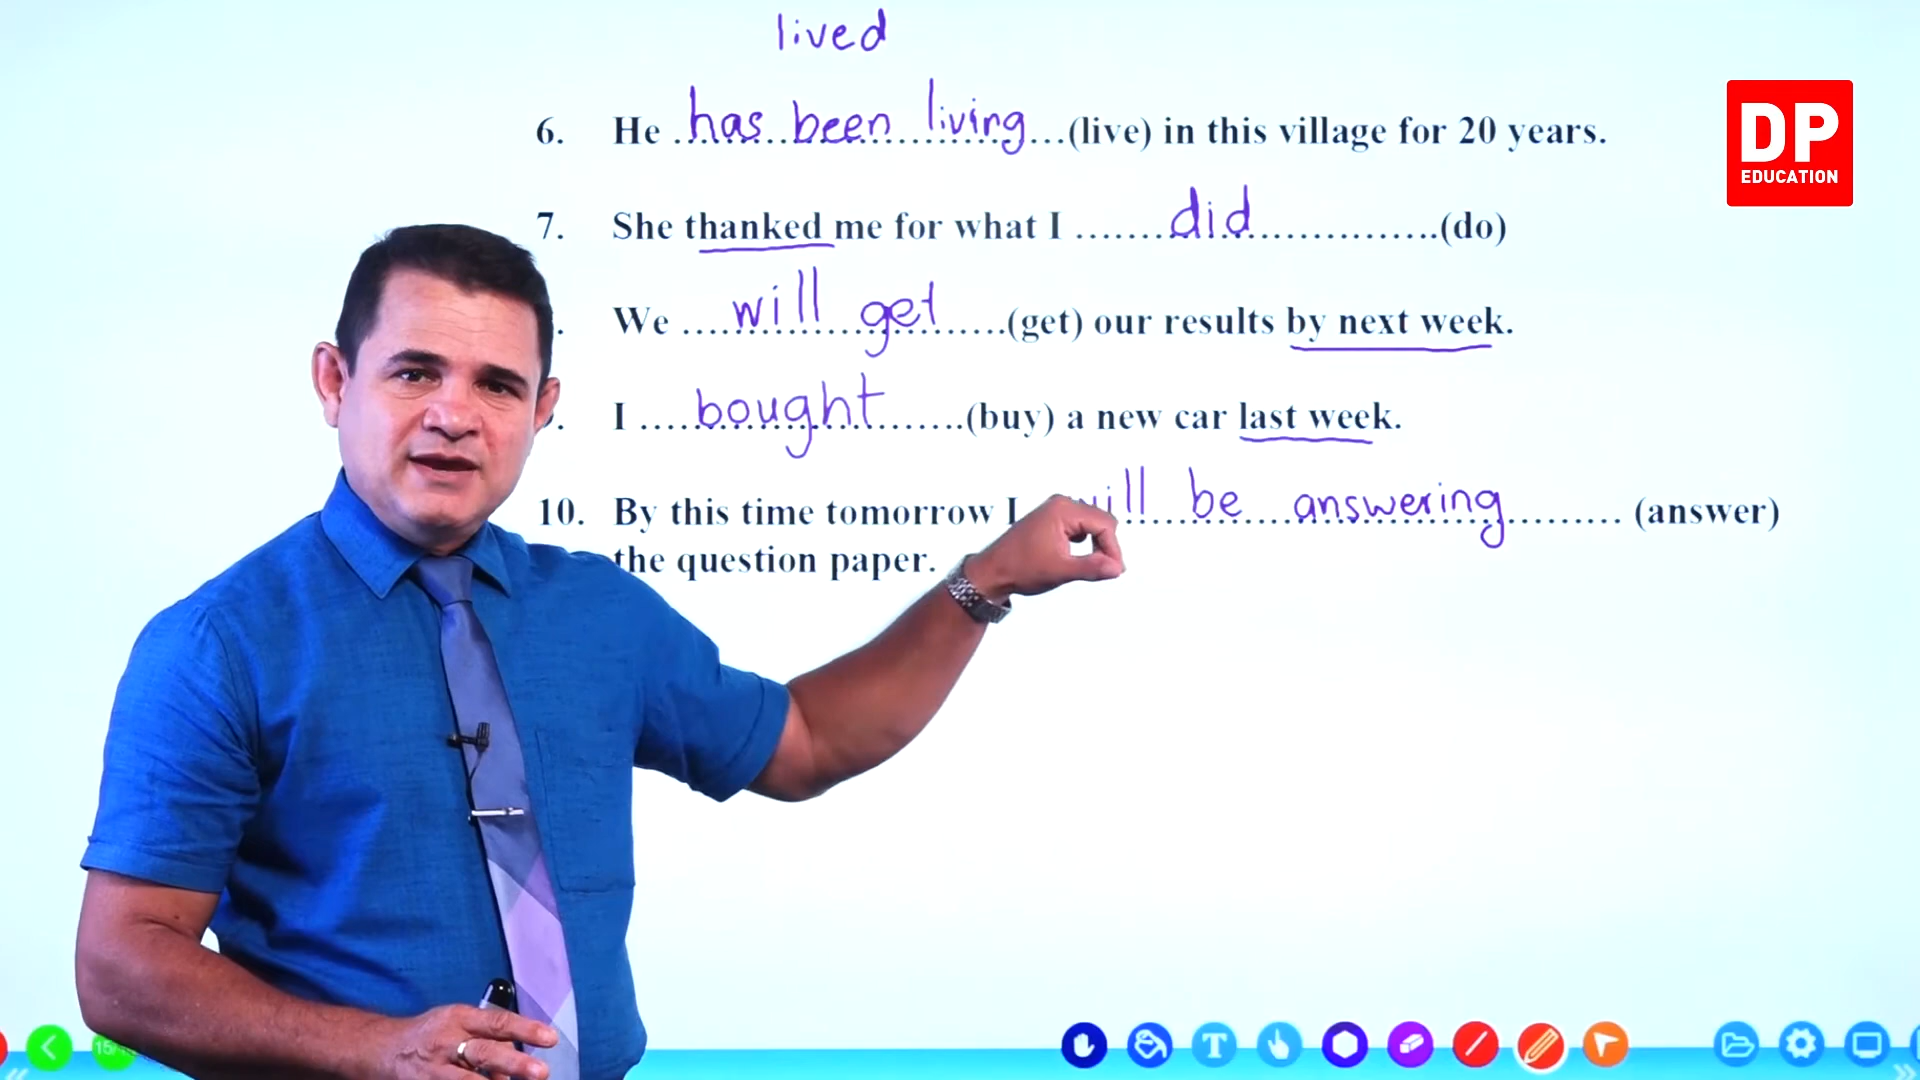 lived
DP
EDUCATION
6. He has been living (live) in this village for 20 years.
7. She thanked me for what I did (do)
We will get (get) our results by next week.
I bought (buy) a new car last week.
10. By this time tomorrow I will be answering (answer)
the question paper.